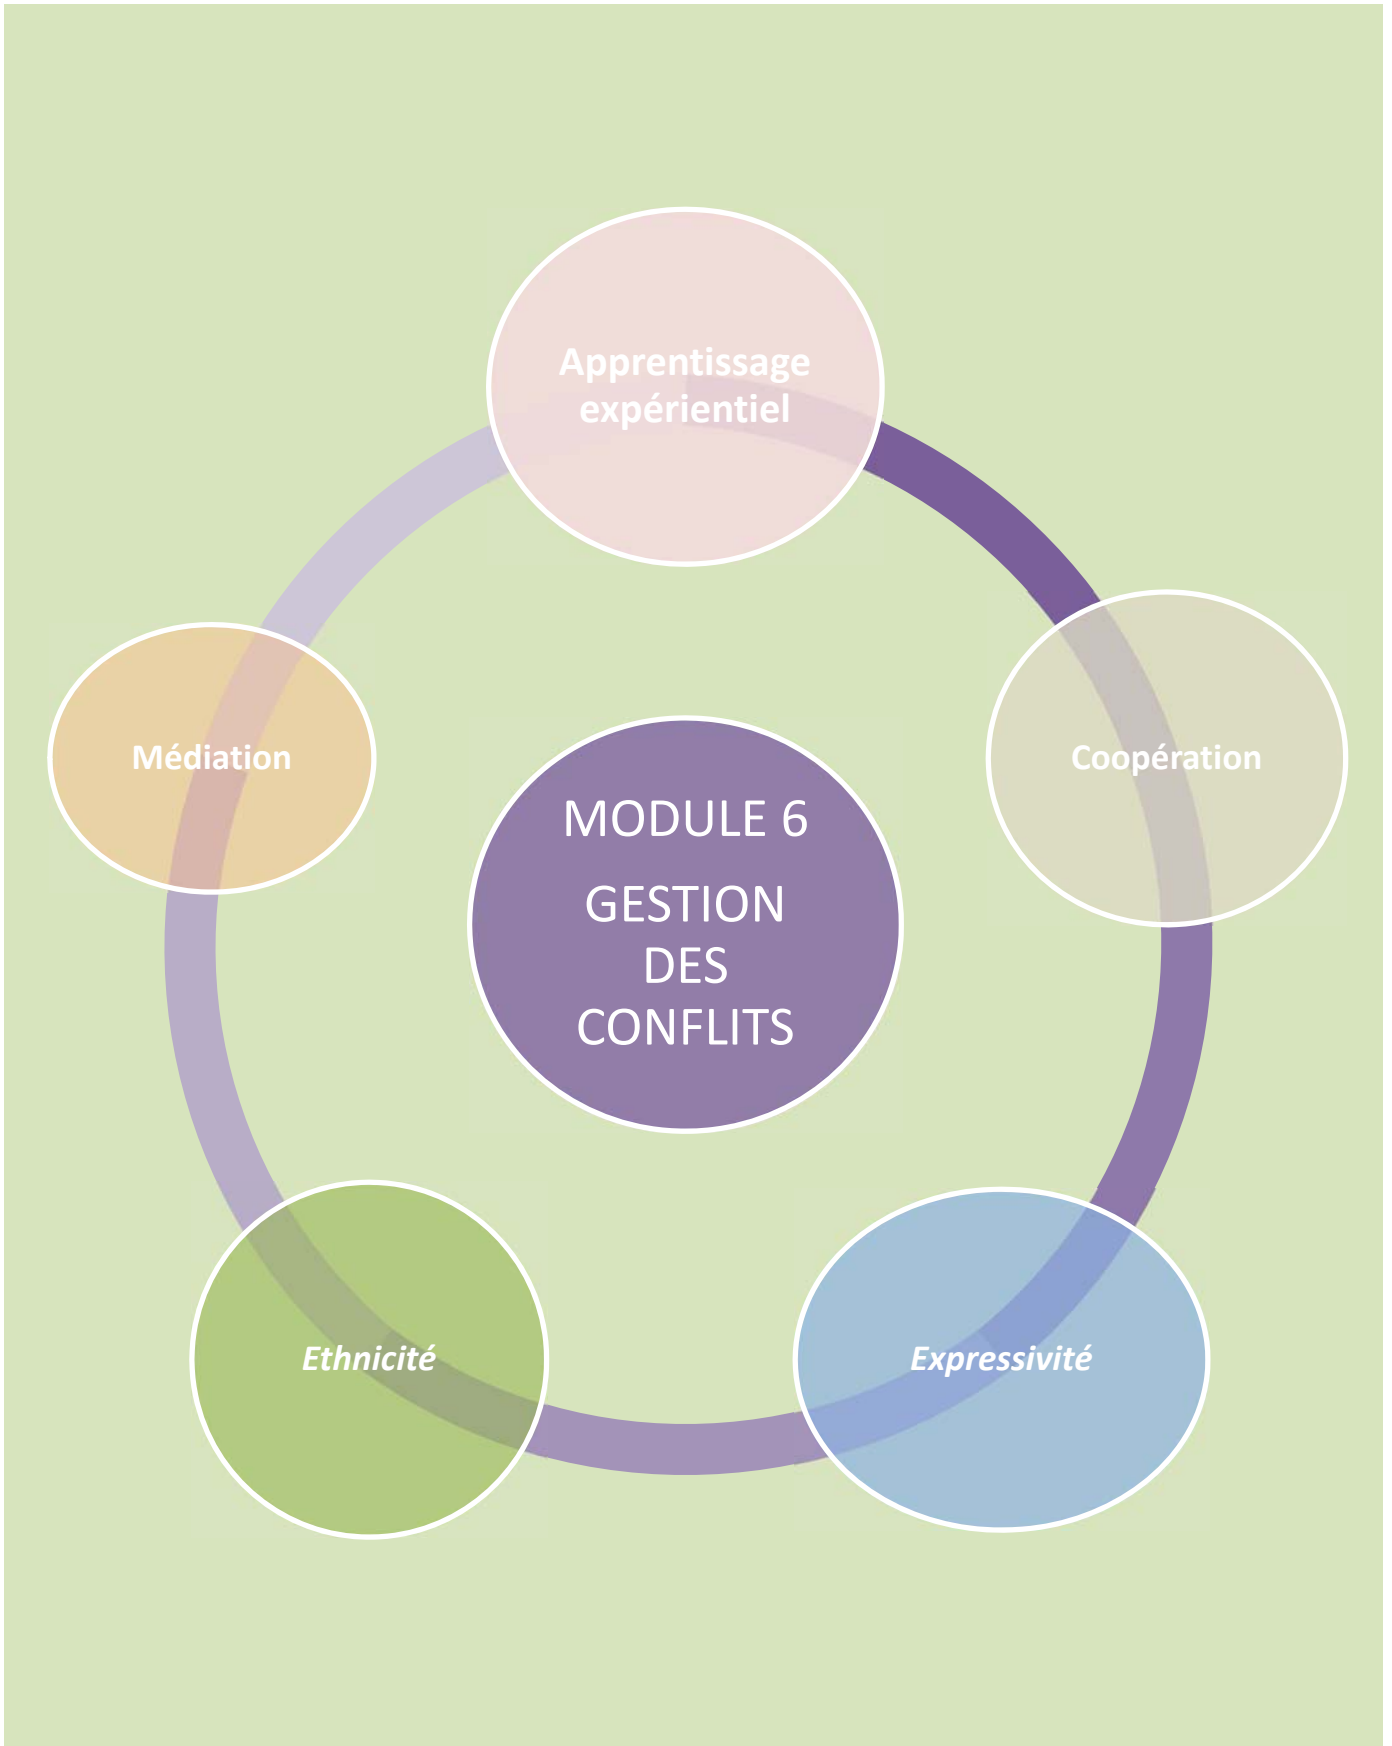 Apprentissage
expérientiel
Médiation
Coopération
MODULE 6
GESTION
DES
CONFLITS
Ethnicité
Expressivité